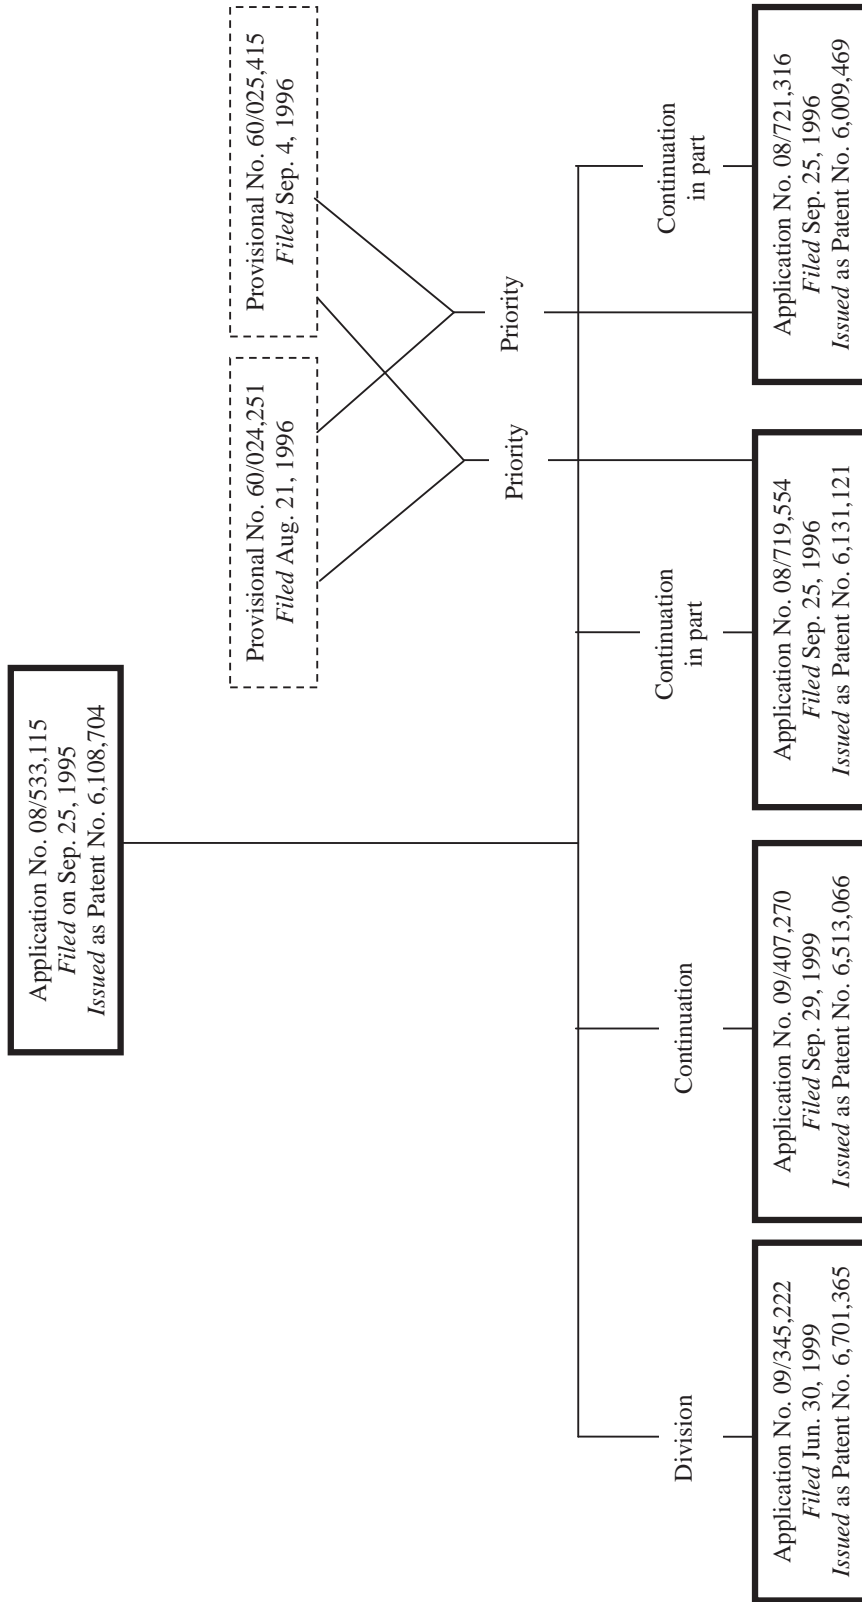 Application No. 08/533,115
Filed on Sep. 25, 1995
Issued as Patent No. 6,108,704
Provisional No. 60/024,251
Filed Aug. 21, 1996
Provisional No. 60/025,415
Filed Sep. 4, 1996
Priority
Priority
Division
Continuation
Continuation
in part
Continuation
in part
Application No. 09/345,222
Filed Jun. 30, 1999
Issued as Patent No. 6,701,365
Application No. 09/407,270
Filed Sep. 29, 1999
Issued as Patent No. 6,513,066
Application No. 08/719,554
Filed Sep. 25, 1996
Issued as Patent No. 6,131,121
Application No. 08/721,316
Filed Sep. 25, 1996
Issued as Patent No. 6,009,469